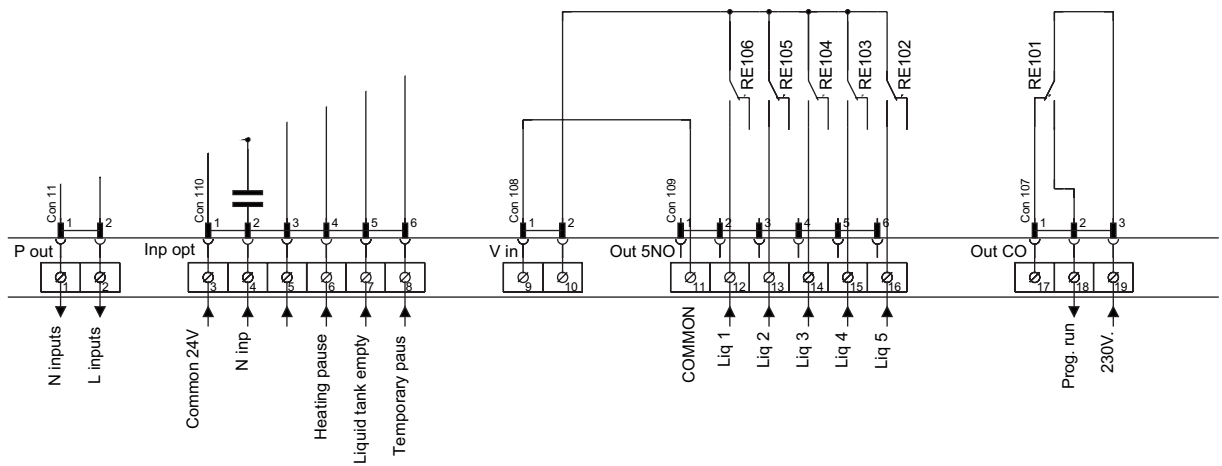 RE106
RE105
RE104
RE103
RE102
RE101
Con 11
Con 110
Con 108
Con 109
Con 107
1 2
1 2 3 4 5 6
1 2
1 2 3 4 5 6
1 2 3
P out
Inp opt
V in
Out 5NO
Out CO
1 2
3 4 5 6 7 8
9 10
11 12 13 14 15 16
17 18 19
N inputs
L inputs
Common 24V
N inp
Heating pause
Liquid tank empty
Temporary paus
COMMON
Liq 1
Liq 2
Liq 3
Liq 4
Liq 5
Prog. run
230V.